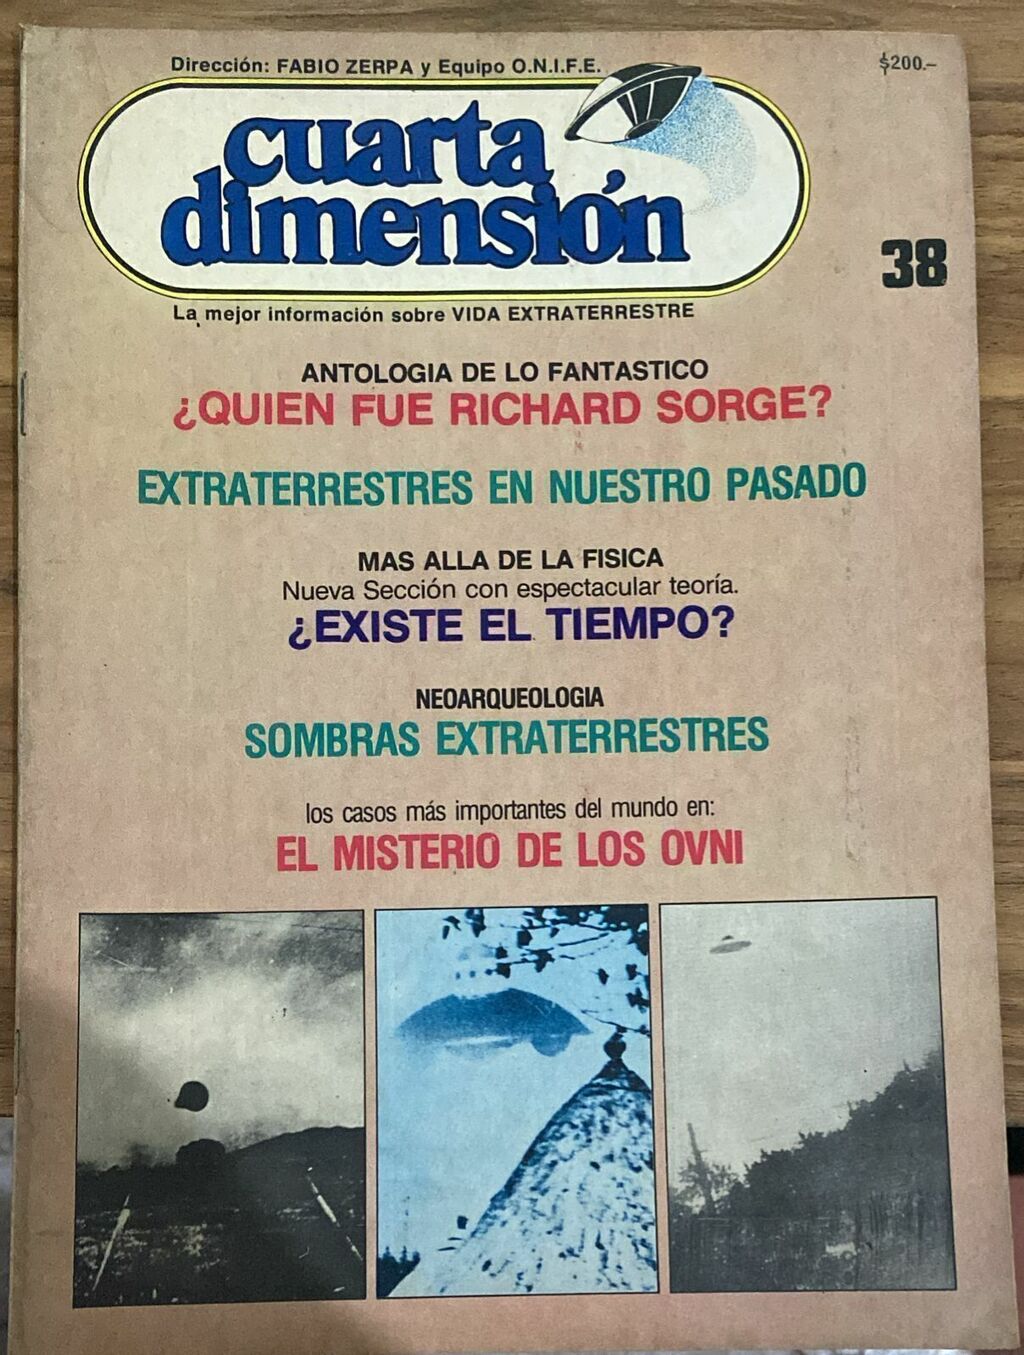 Dirección: FABIO ZERPA y Equipo O.N.I.F.E.
$200.–
cuarta
dimensión
38
La mejor información sobre VIDA EXTRATERRESTRE
ANTOLOGIA DE LO FANTASTICO
¿QUIEN FUE RICHARD SORGE?
EXTRATERRESTRES EN NUESTRO PASADO
MAS ALLA DE LA FISICA
Nueva Sección con espectacular teoría.
¿EXISTE EL TIEMPO?
NEOARQUEOLOGIA
SOMBRAS EXTRATERRESTRES
los casos más importantes del mundo en:
EL MISTERIO DE LOS OVNI